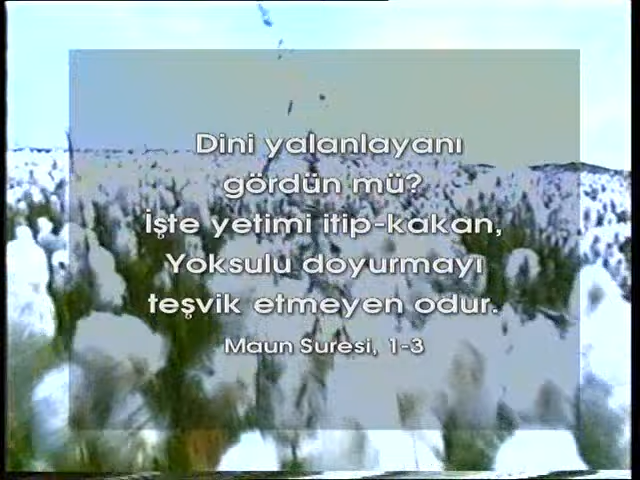 Dini yalanlayanı
gördün mü?
İşte yetimi itip-kakan,
Yoksulu doyurmayı
teşvik etmeyen odur.
Maun Suresi, 1-3